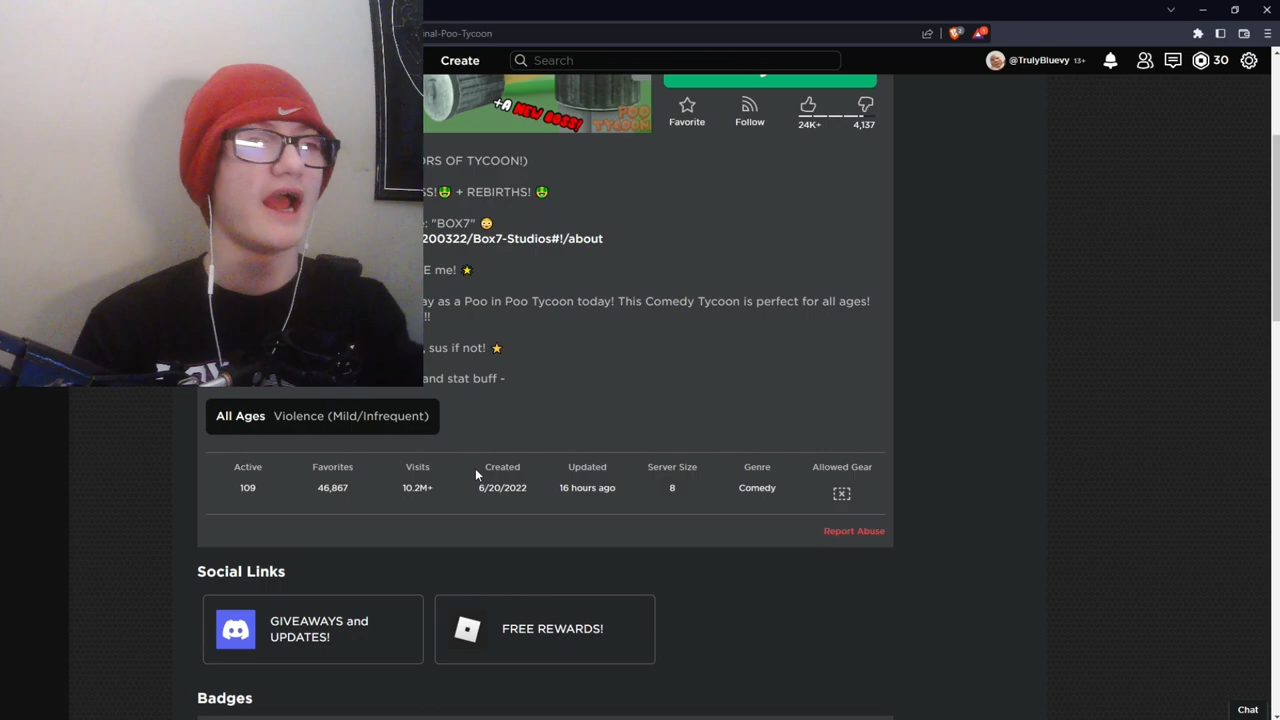 nal-Poo-Tycoon
Create
Search
@TrulyBluevy 13+
30
+A NEW BOSS!
POO TYCOON
Favorite
Follow
24K+
4,137
ORS OF TYCOON!)
SS!🤑 + REBIRTHS! 🤑
e: "BOX7" 😳
200322/Box7-Studios#!/about
E me! ⭐
ay as a Poo in Poo Tycoon today! This Comedy Tycoon is perfect for all ages!
!!
, sus if not! ⭐
and stat buff -
All Ages Violence (Mild/Infrequent)
Active Favorites Visits Created Updated Server Size Genre Allowed Gear
109 46,867 10.2M+ 6/20/2022 16 hours ago 8 Comedy
Report Abuse
Social Links
GIVEAWAYS and
UPDATES!
FREE REWARDS!
Badges
Chat